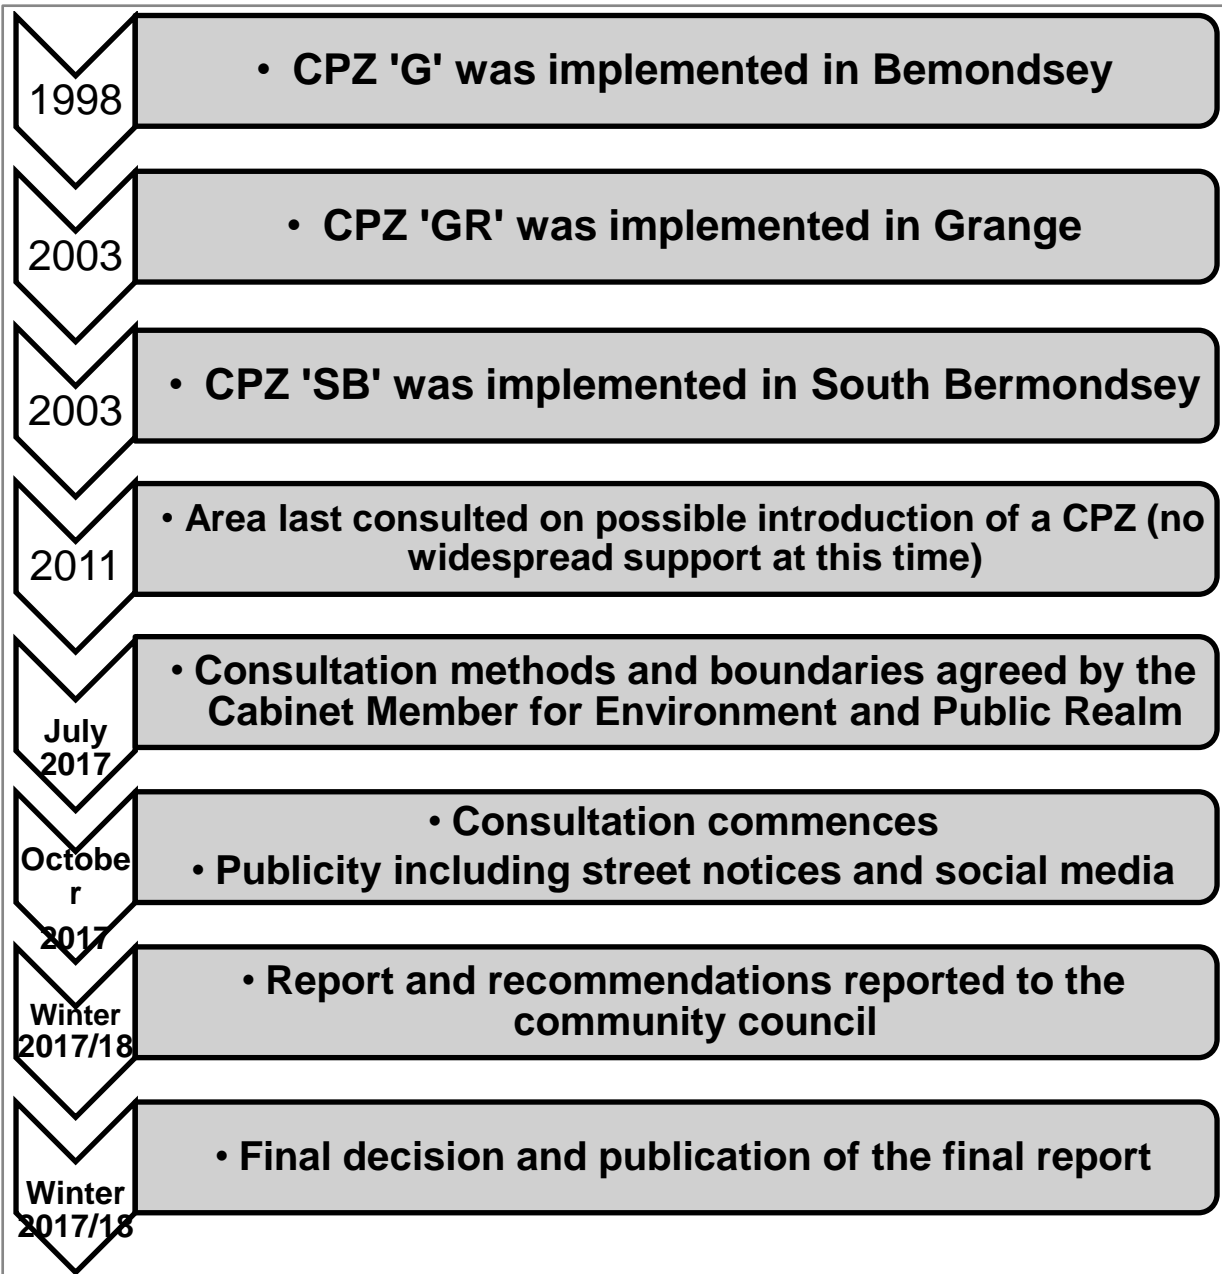 1998
• CPZ 'G' was implemented in Bemondsey
2003
• CPZ 'GR' was implemented in Grange
2003
• CPZ 'SB' was implemented in South Bermondsey
2011
• Area last consulted on possible introduction of a CPZ (no
widespread support at this time)
July
2017
• Consultation methods and boundaries agreed by the
Cabinet Member for Environment and Public Realm
Octobe
r
2017
• Consultation commences
• Publicity including street notices and social media
Winter
2017/18
• Report and recommendations reported to the
community council
Winter
2017/18
• Final decision and publication of the final report